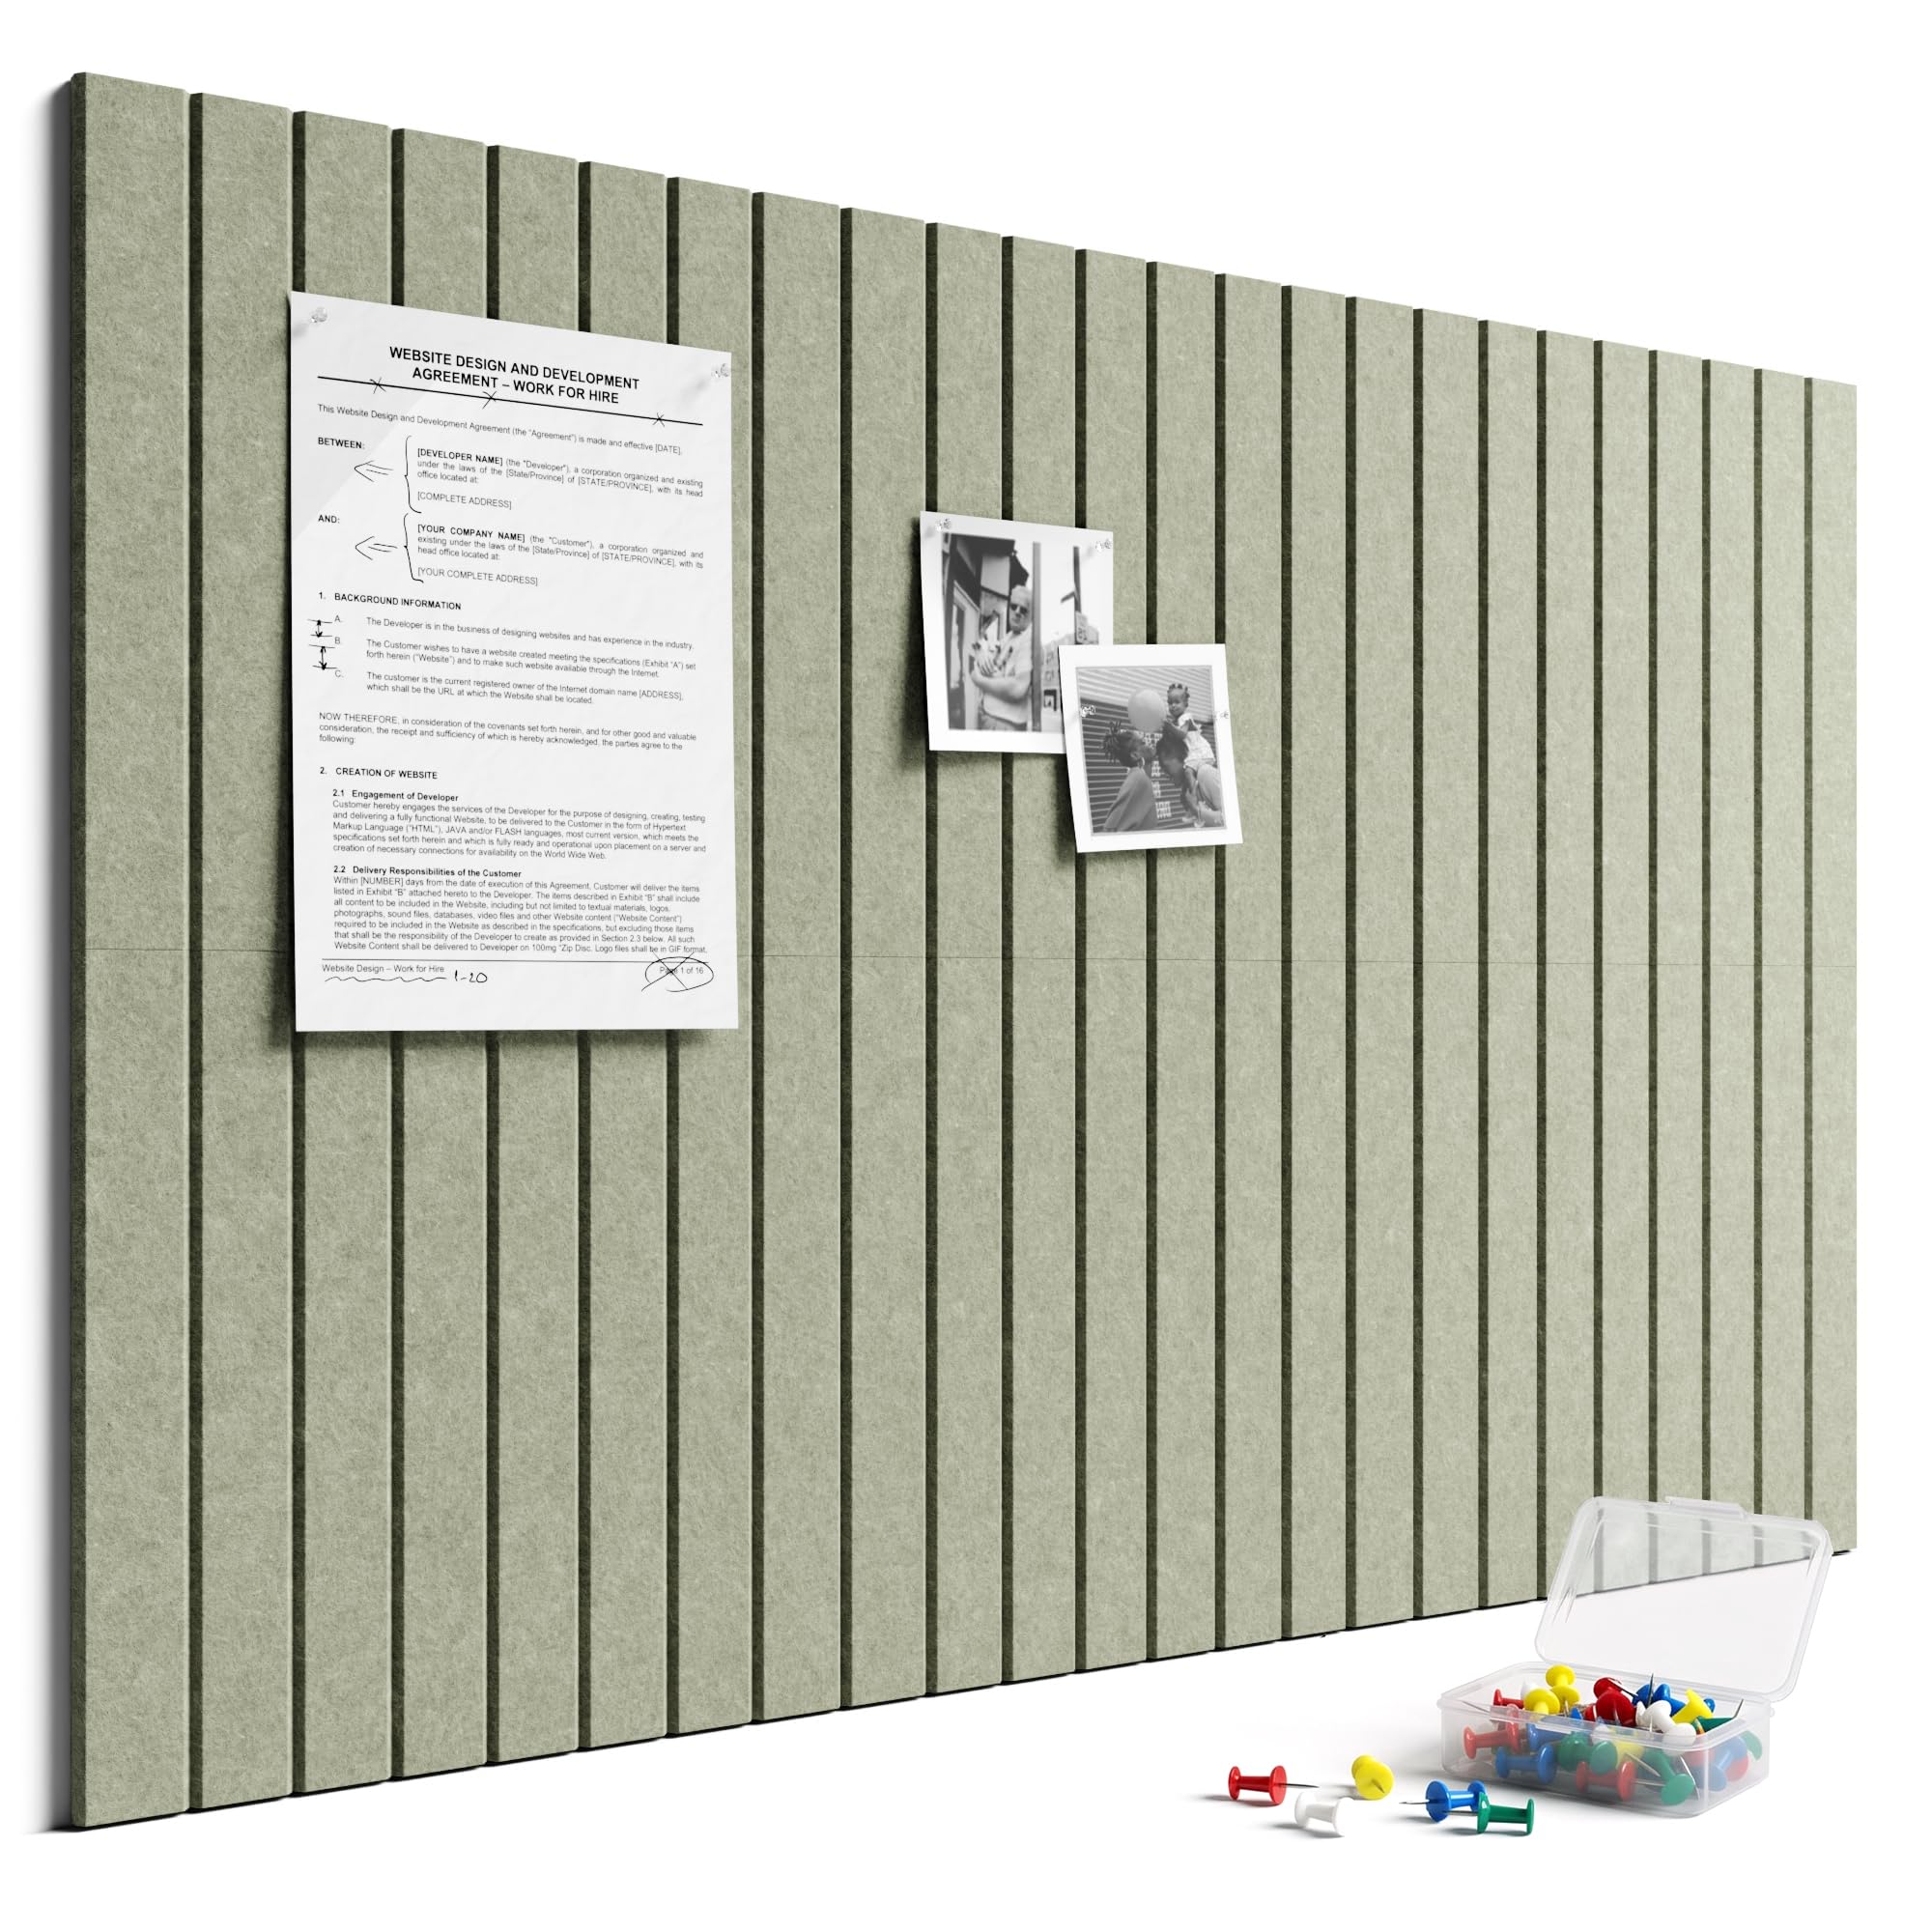 WEBSITE DESIGN AND DEVELOPMENT
AGREEMENT – WORK FOR HIRE
This Website Design and Development Agreement (the "Agreement") is made and effective [DATE],
BETWEEN:
[DEVELOPER NAME] (the "Developer"), a corporation organized and existing
under the laws of the [State/Province] of [STATE/PROVINCE], with its head
office located at:
[COMPLETE ADDRESS]
AND:
[YOUR COMPANY NAME] (the "Customer"), a corporation organized and
existing under the laws of the [State/Province] of [STATE/PROVINCE], with its
head office located at:
[YOUR COMPLETE ADDRESS]
1. BACKGROUND INFORMATION
A. The Developer is in the business of designing websites and has experience in the industry.
B. The Customer wishes to have a website created meeting the specifications (Exhibit "A") set
forth herein ("Website") and to make such website available through the Internet.
C. The customer is the current registered owner of the Internet domain name [ADDRESS],
which shall be the URL at which the Website shall be located.
NOW THEREFORE, in consideration of the covenants set forth herein, and for other good and valuable
consideration, the receipt and sufficiency of which is hereby acknowledged, the parties agree to the
following:
2. CREATION OF WEBSITE
2.1 Engagement of Developer
Customer hereby engages the services of the Developer for the purpose of designing, creating, testing
and delivering a fully functional Website, to be delivered to the Customer in the form of Hypertext
Markup Language ("HTML"), JAVA and/or FLASH languages, most current version, which meets the
specifications set forth herein and which is fully ready and operational upon placement on a server and
creation of necessary connections for availability on the World Wide Web.
2.2 Delivery Responsibilities of the Customer
Within [NUMBER] days from the date of execution of this Agreement, Customer will deliver the items
listed in Exhibit "B" attached hereto to the Developer. The items described in Exhibit "B" shall include
all content to be included in the Website, including but not limited to textual materials, logos,
photographs, sound files, databases, video files and other Website content ("Website Content")
required to be included in the Website as described in the specifications, but excluding those items
that shall be the responsibility of the Developer to create as provided in Section 2.3 below. All such
Website Content shall be delivered to Developer on 100mg "Zip Disc. Logo files shall be in GIF format,
Website Design – Work for Hire 1-20 Page 1 of 16